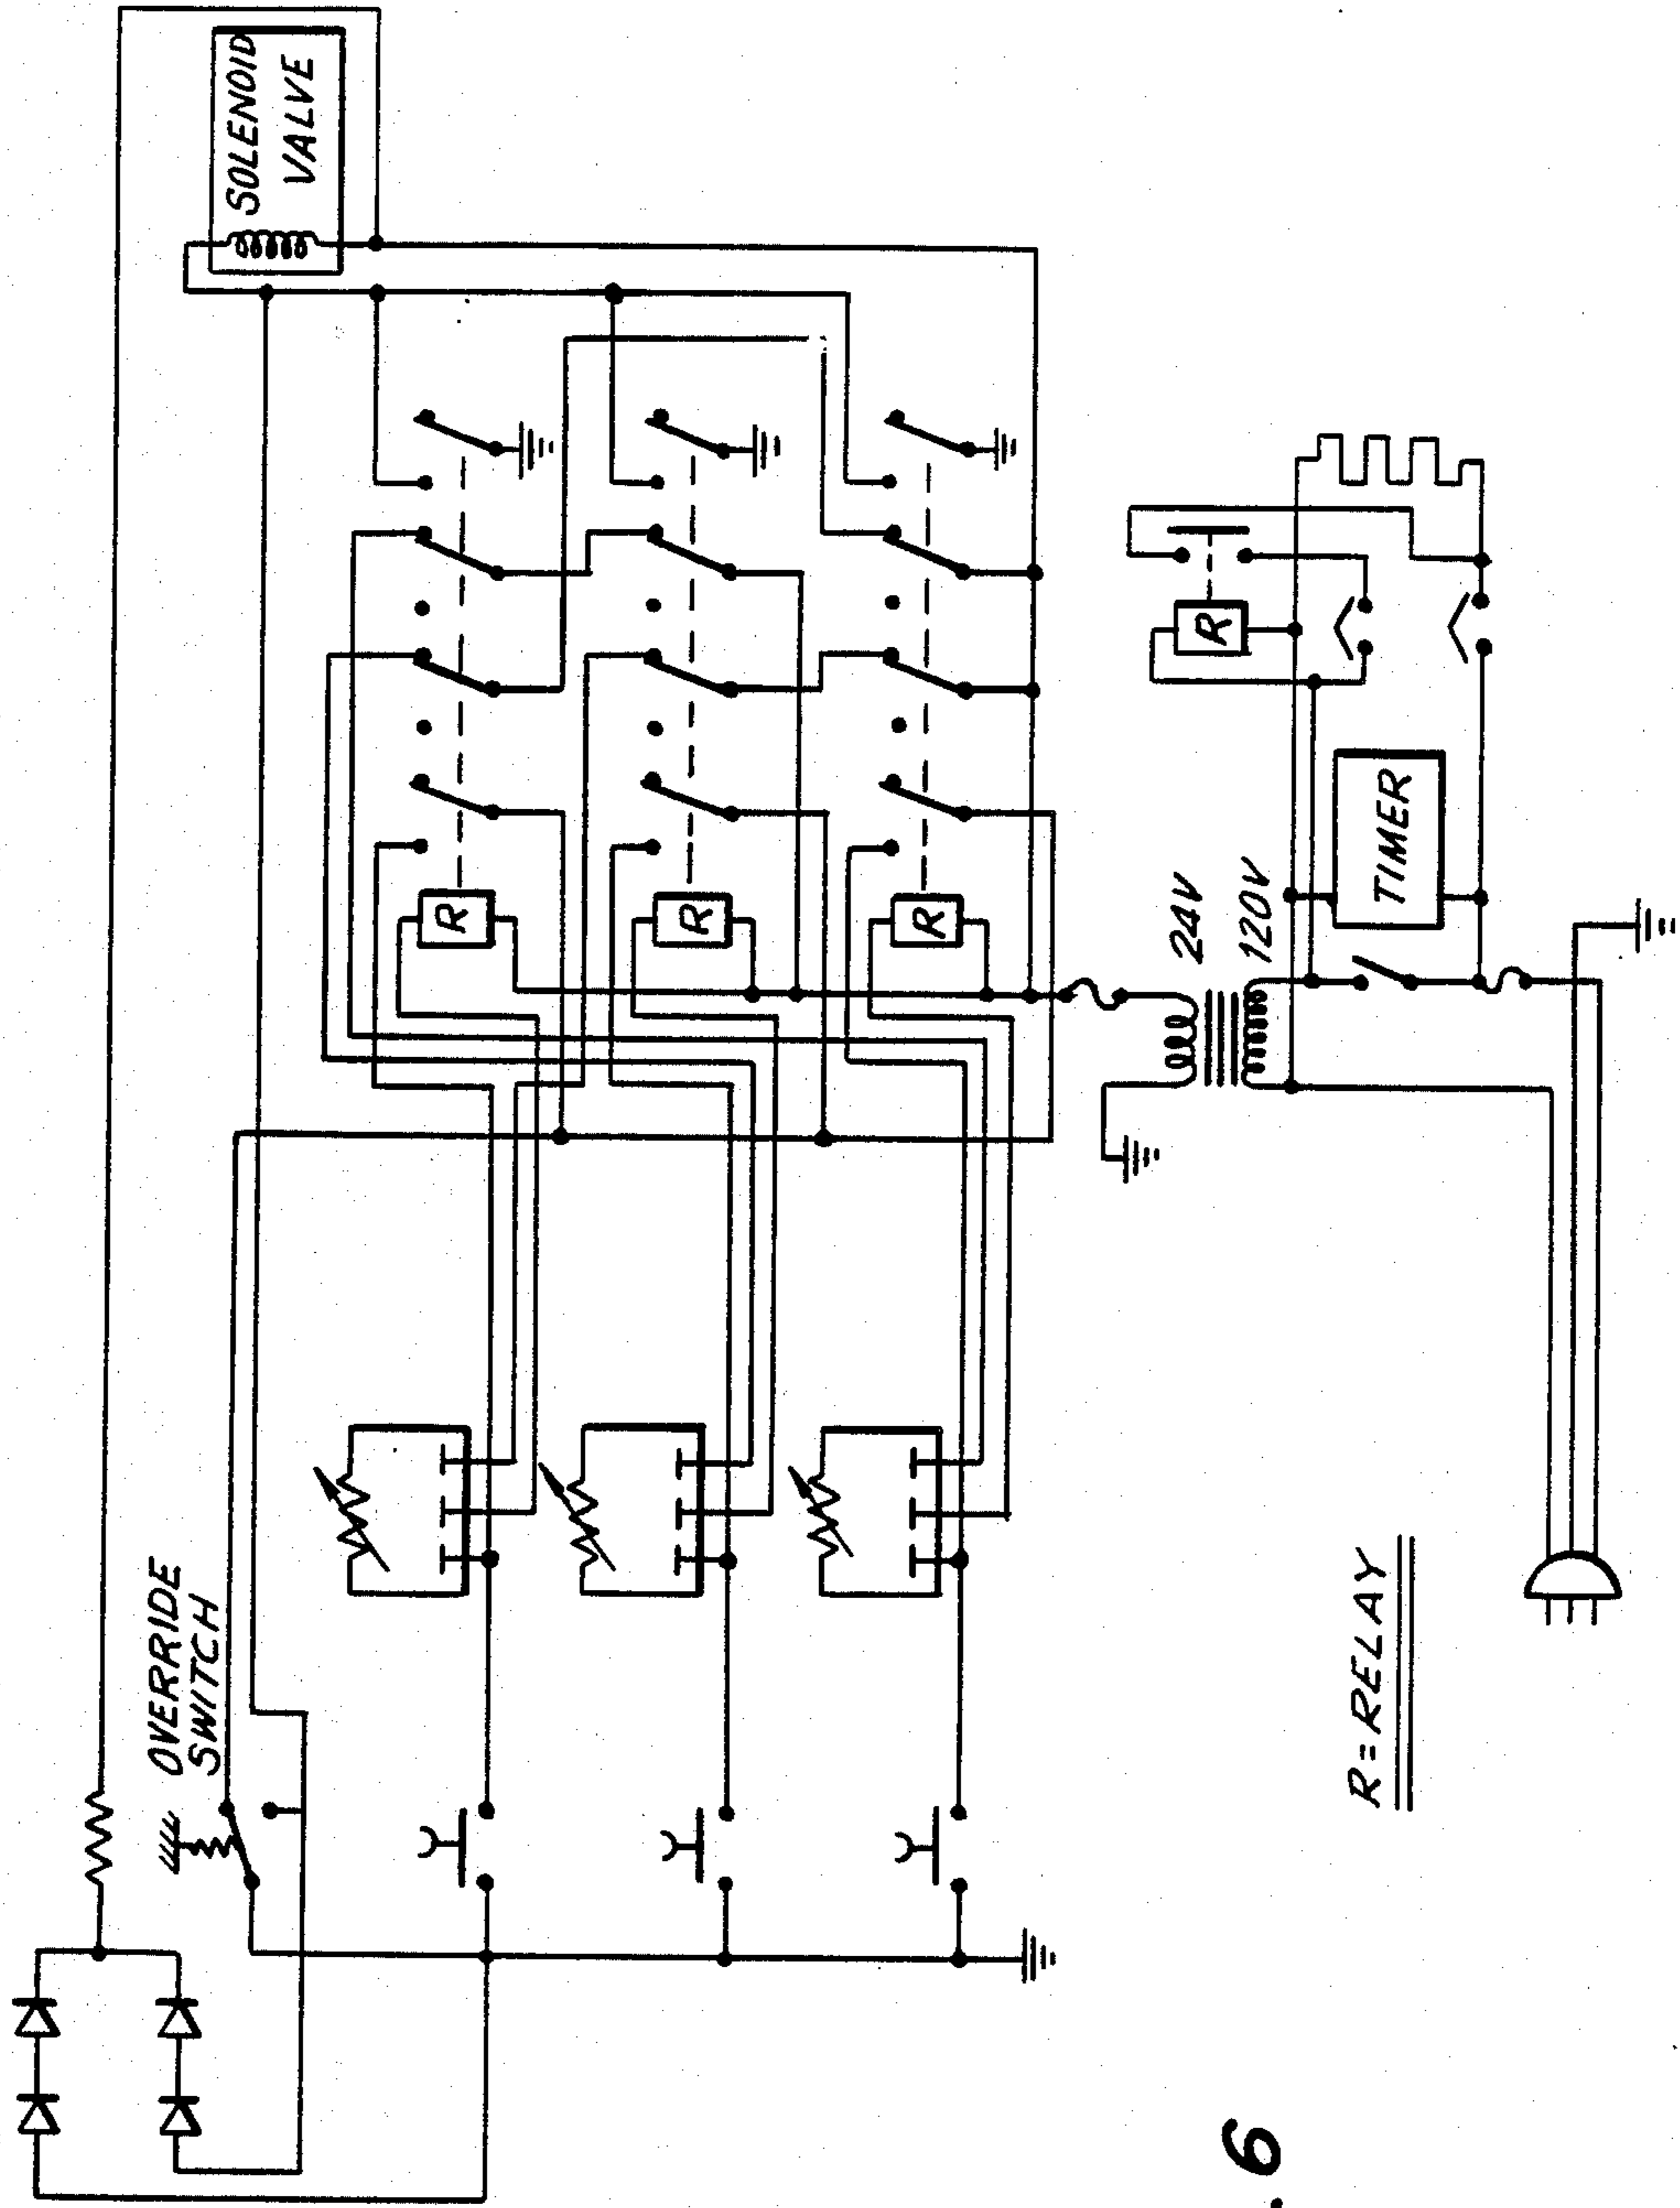 SOLENOID
VALVE
OVERRIDE
SWITCH
R
R
R
R
24V
120V
TIMER
R=RELAY
6